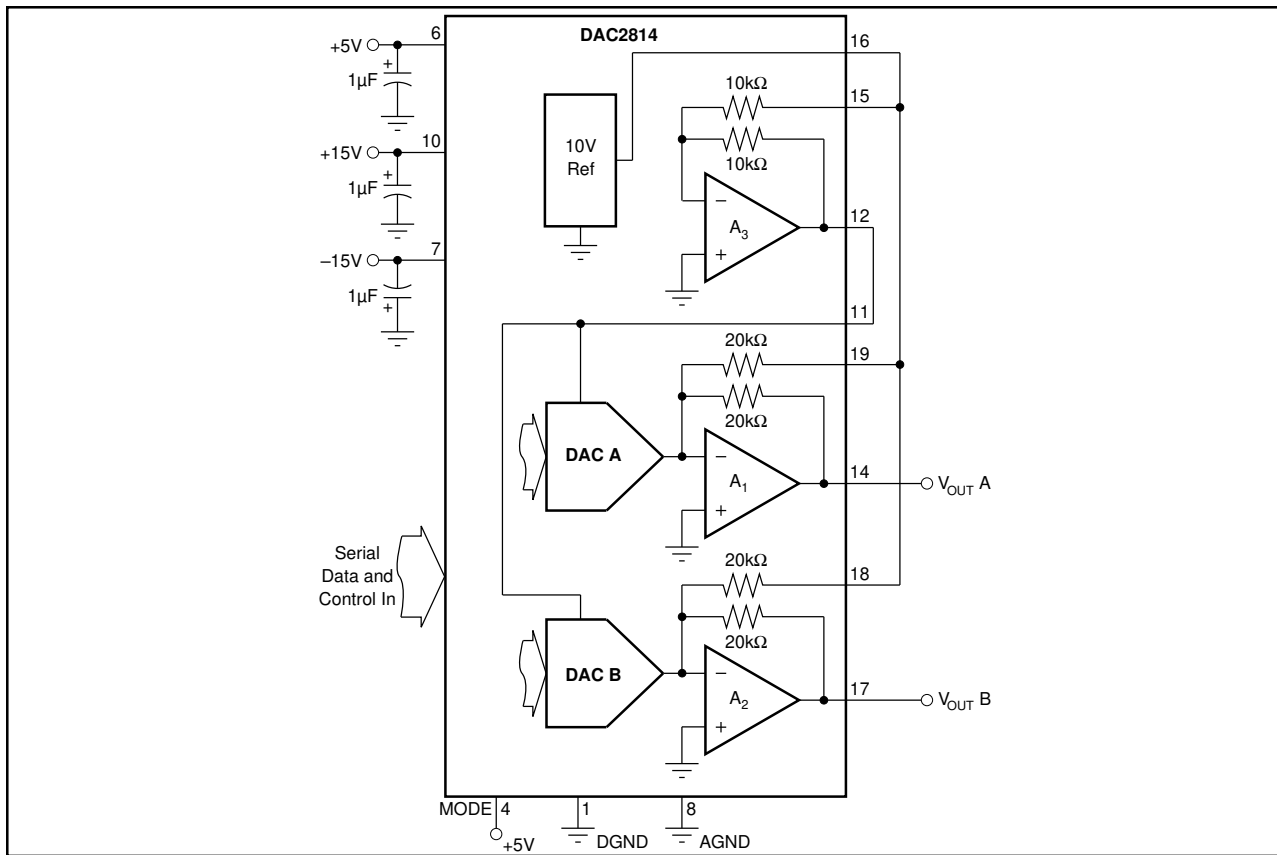 DAC2814
+5V
6
+
1µF
+15V
10
+
1µF
–15V
7
1µF
+
10V
Ref
16
10kΩ
15
10kΩ
–
A3
+
12
11
20kΩ
19
20kΩ
DAC A
–
A1
+
14
VOUT A
Serial
Data and
Control In
20kΩ
18
20kΩ
DAC B
–
A2
+
17
VOUT B
MODE 4
+5V
1
DGND
8
AGND